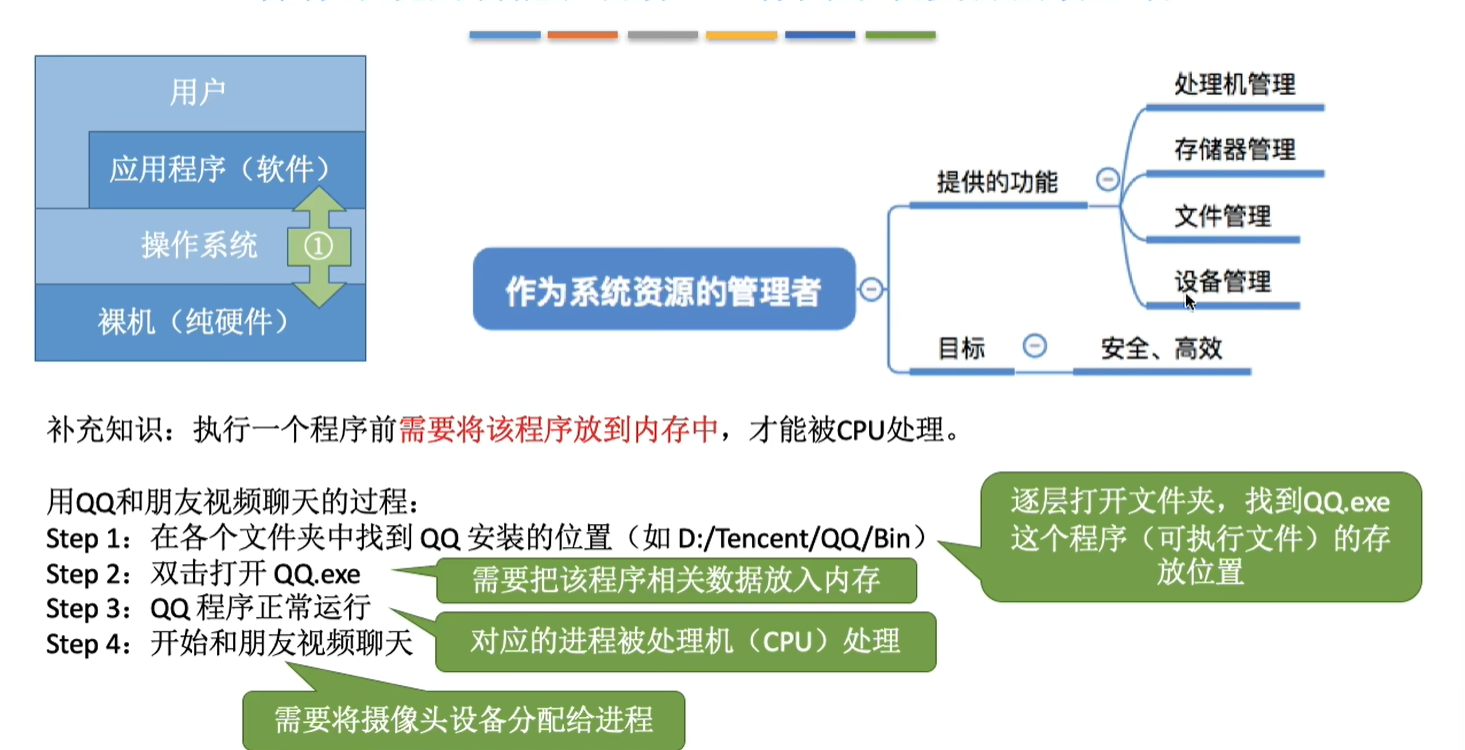 用户
应用程序（软件）
操作系统
①
裸机（纯硬件）
作为系统资源的管理者
提供的功能
处理机管理
存储器管理
文件管理
设备管理
目标
安全、高效
补充知识：执行一个程序前需要将该程序放到内存中，才能被CPU处理。
用QQ和朋友视频聊天的过程：
Step 1：在各个文件夹中找到 QQ 安装的位置（如 D:/Tencent/QQ/Bin）
逐层打开文件夹，找到QQ.exe
这个程序（可执行文件）的存
放位置
Step 2：双击打开 QQ.exe
需要把该程序相关数据放入内存
Step 3：QQ 程序正常运行
对应的进程被处理机（CPU）处理
Step 4：开始和朋友视频聊天
需要将摄像头设备分配给进程